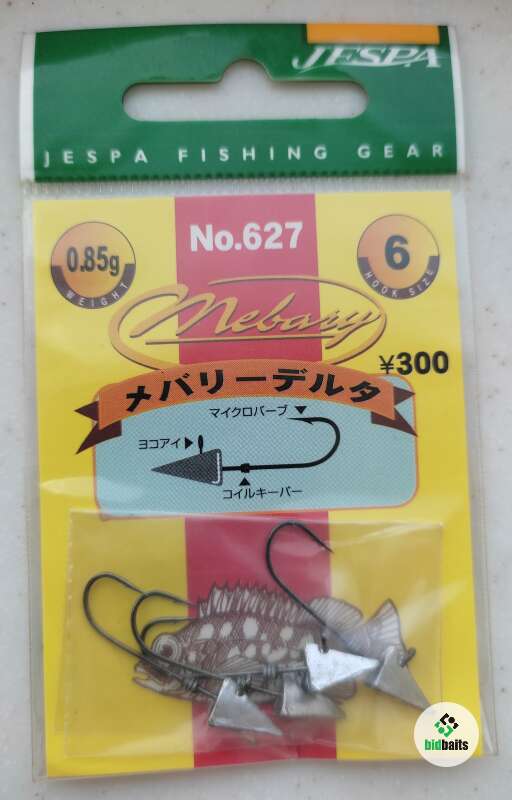 JESPA
JESPA FISHING GEAR
0.85g
WEIGHT
No.627
6
HOOK SIZE
Mebary
¥300
メバリーデルタ
マイクロバーブ
ヨコアイ
コイルキーパー
bidbaits